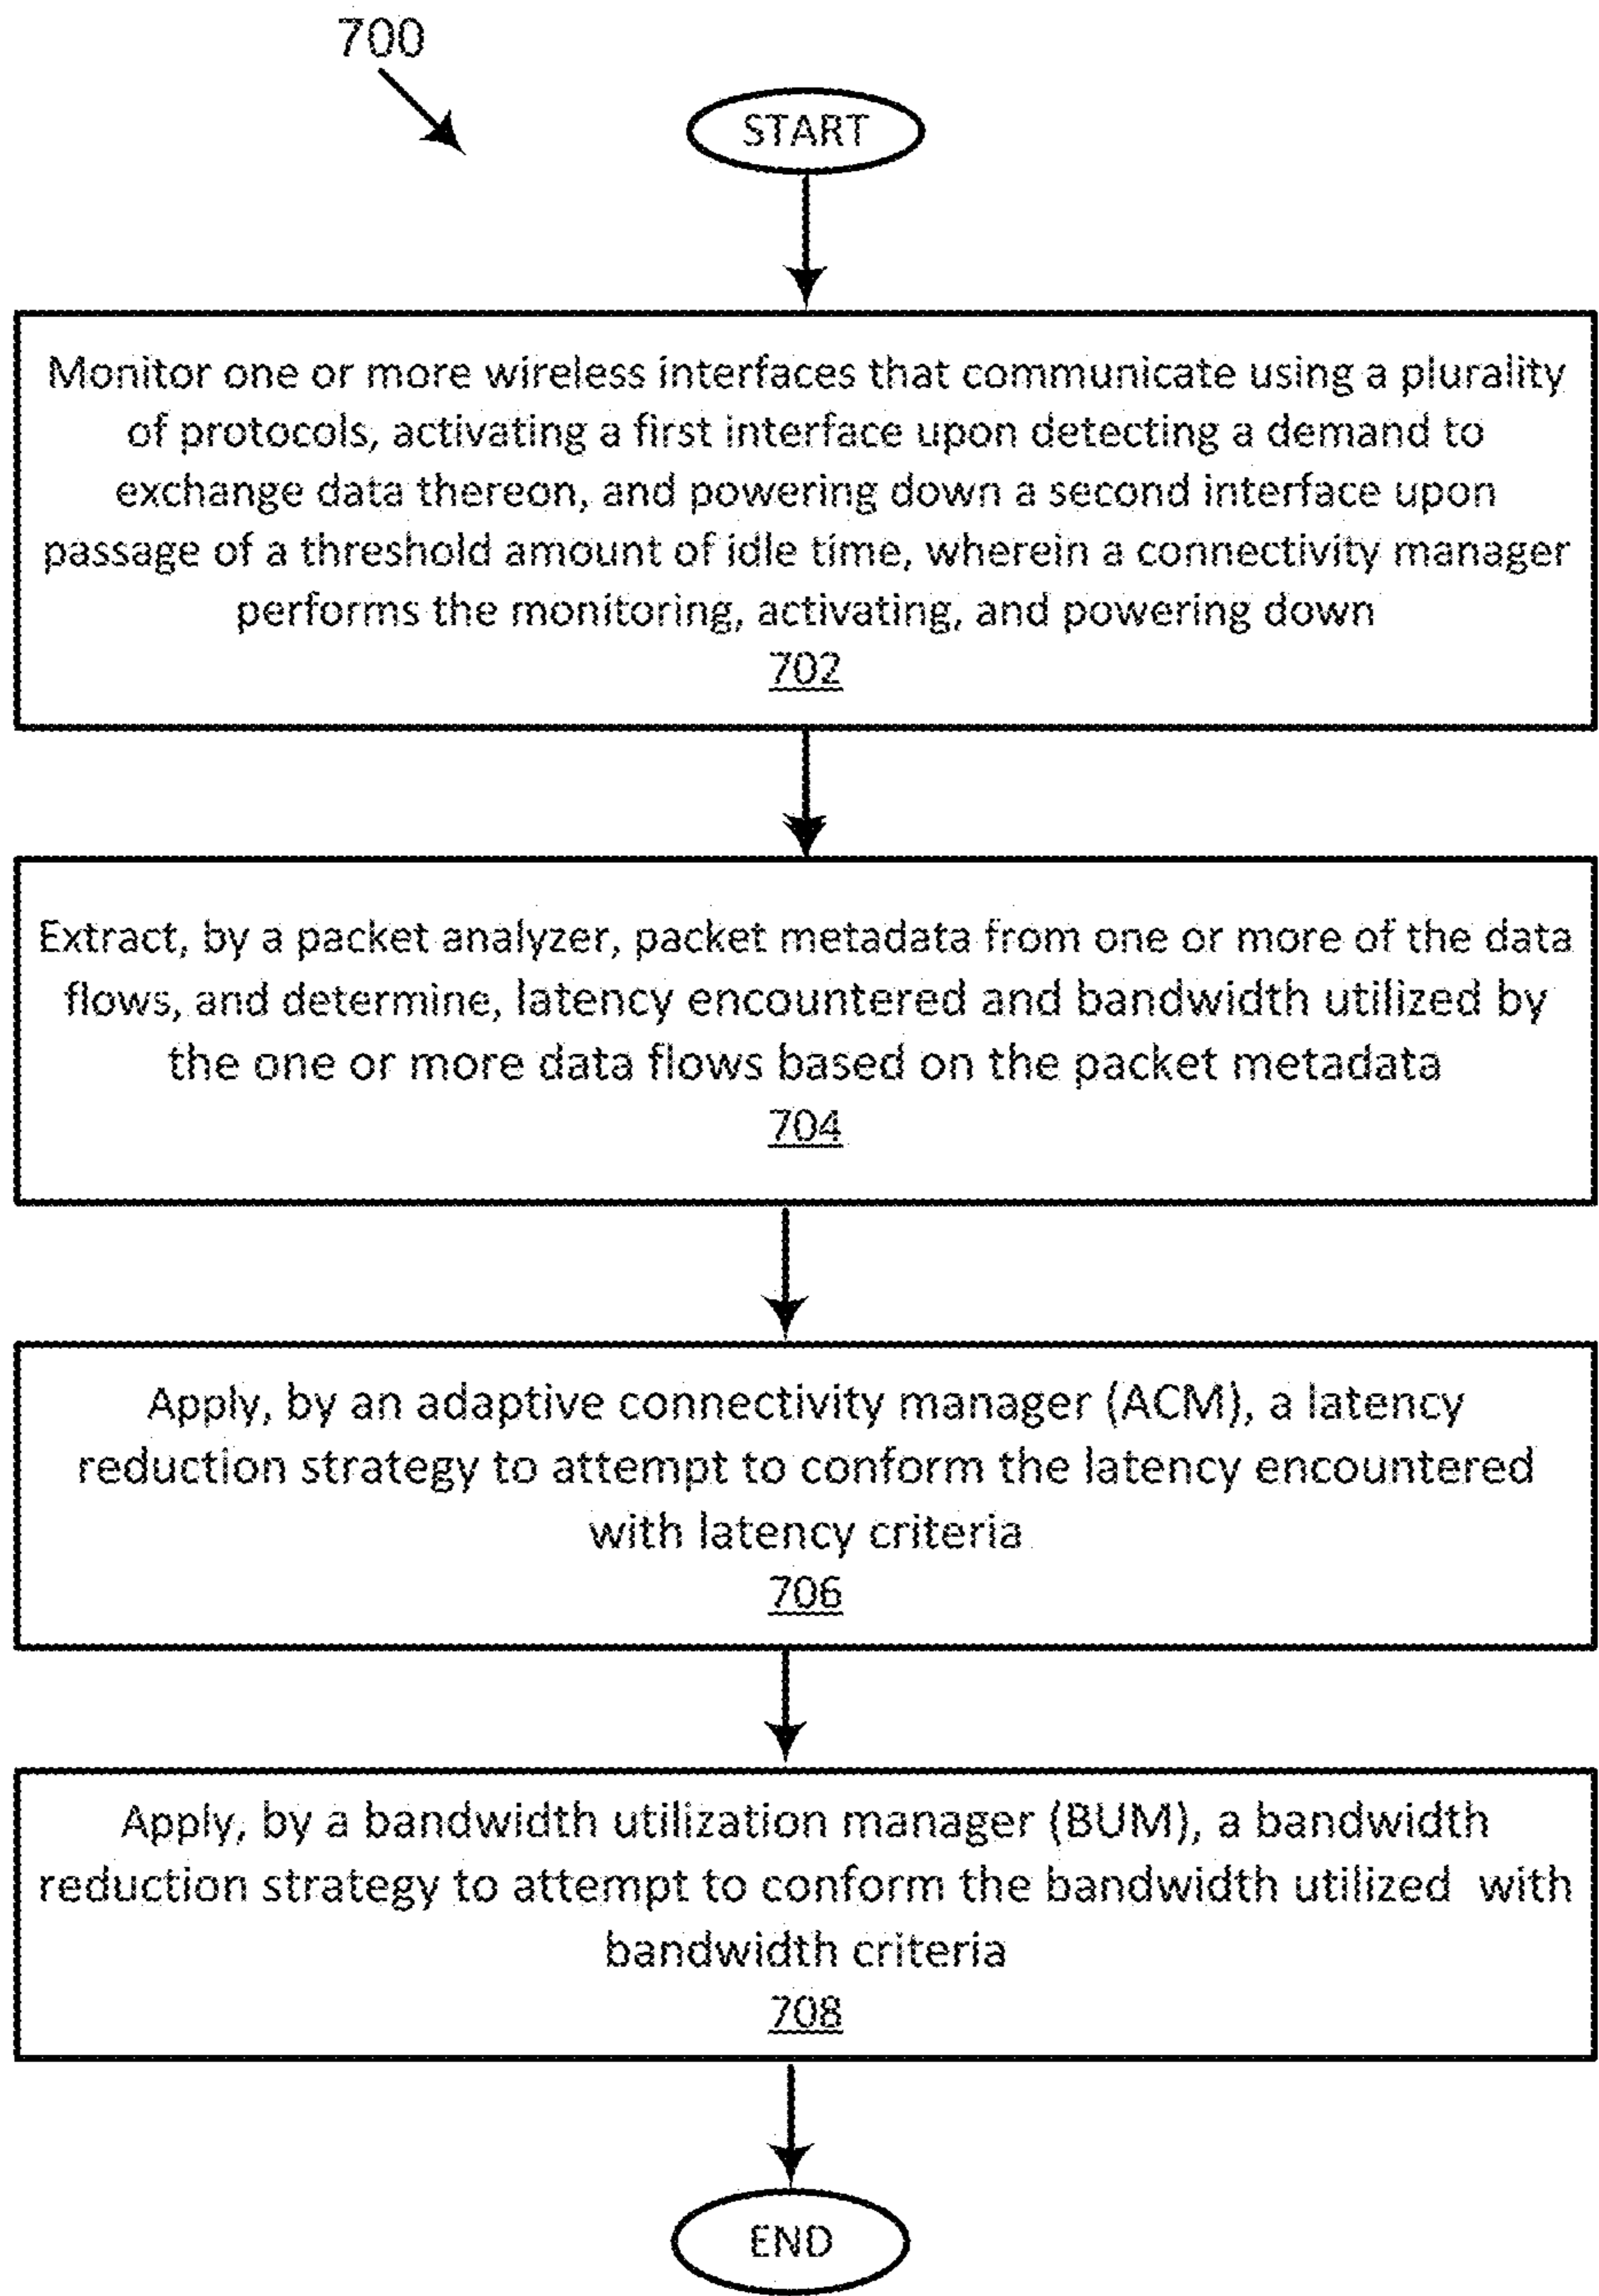 700
START
Monitor one or more wireless interfaces that communicate using a plurality
of protocols, activating a first interface upon detecting a demand to
exchange data thereon, and powering down a second interface upon
passage of a threshold amount of idle time, wherein a connectivity manager
performs the monitoring, activating, and powering down
702
Extract, by a packet analyzer, packet metadata from one or more of the data
flows, and determine, latency encountered and bandwidth utilized by
the one or more data flows based on the packet metadata
704
Apply, by an adaptive connectivity manager (ACM), a latency
reduction strategy to attempt to conform the latency encountered
with latency criteria
706
Apply, by a bandwidth utilization manager (BUM), a bandwidth
reduction strategy to attempt to conform the bandwidth utilized with
bandwidth criteria
708
END